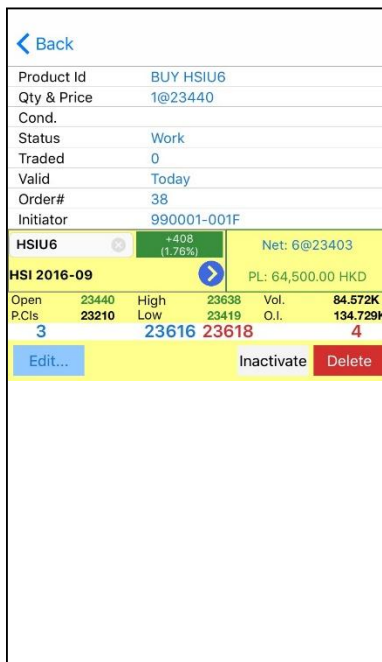 Back
Product Id BUY HSIU6
Qty & Price 1@23440
Cond.
Status Work
Traded 0
Valid Today
Order# 38
Initiator 990001-001F
HSIU6 +408 (1.76%) Net: 6@23403
HSI 2016-09 PL: 64,500.00 HKD
Open 23440 High 23638 Vol. 84.572K
P.Cls 23210 Low 23419 O.I. 134.729K
3 23616 23618 4
Edit... Inactivate Delete